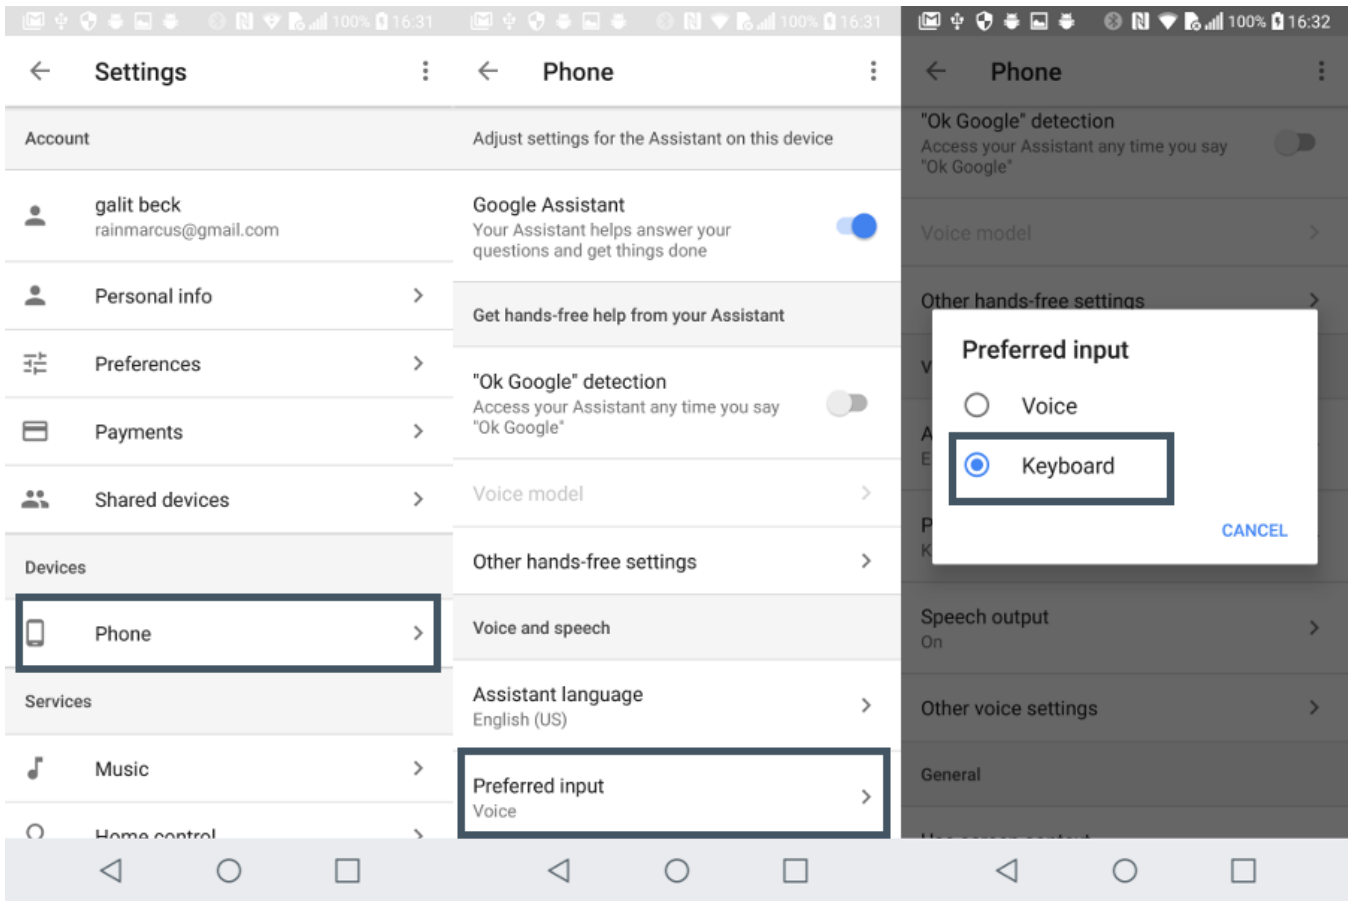 100% 16:31
Settings
Account
galit beck
rainmarcus@gmail.com
Personal info
Preferences
Payments
Shared devices
Devices
Phone
Services
Music
Home control
100% 16:31
Phone
Adjust settings for the Assistant on this device
Google Assistant
Your Assistant helps answer your
questions and get things done
Get hands-free help from your Assistant
"Ok Google" detection
Access your Assistant any time you say
"Ok Google"
Voice model
Other hands-free settings
Voice and speech
Assistant language
English (US)
Preferred input
Voice
100% 16:32
Phone
"Ok Google" detection
Access your Assistant any time you say
"Ok Google"
Voice model
Other hands-free settings
Preferred input
Voice
Keyboard
CANCEL
Speech output
On
Other voice settings
General